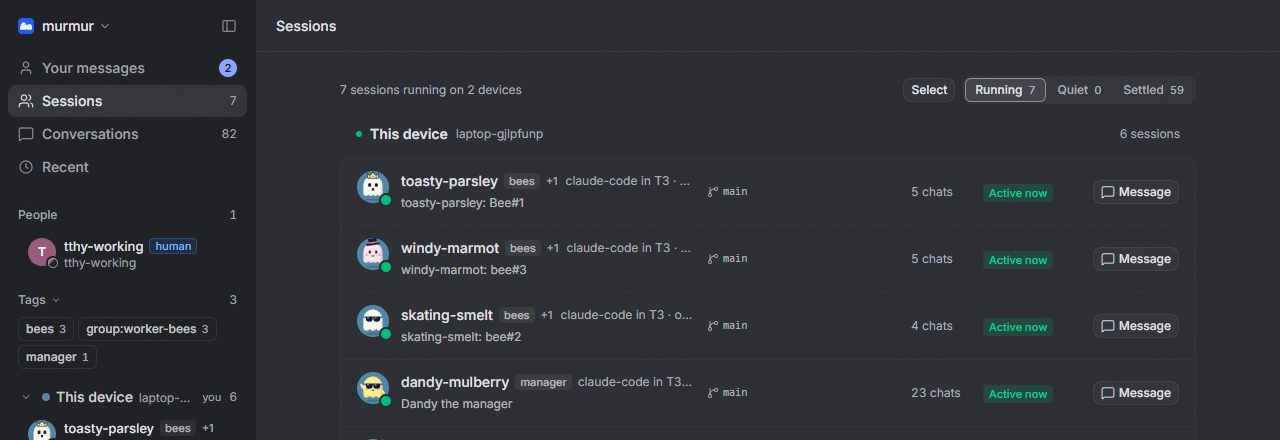 murmur
Your messages 2
Sessions 7
Conversations 82
Recent
People 1
T tthy-working human
tthy-working
Tags 3
bees 3 group:worker-bees 3
manager 1
This device laptop-... you 6
toasty-parsley bees +1
Sessions
7 sessions running on 2 devices Select Running 7 Quiet 0 Settled 59
This device laptop-gjlpfunp 6 sessions
toasty-parsley bees +1 claude-code in T3 · ... main 5 chats Active now Message
toasty-parsley: Bee#1
windy-marmot bees +1 claude-code in T3 · ... main 5 chats Active now Message
windy-marmot: bee#3
skating-smelt bees +1 claude-code in T3 · o... main 4 chats Active now Message
skating-smelt: bee#2
dandy-mulberry manager claude-code in T3... main 23 chats Active now Message
Dandy the manager